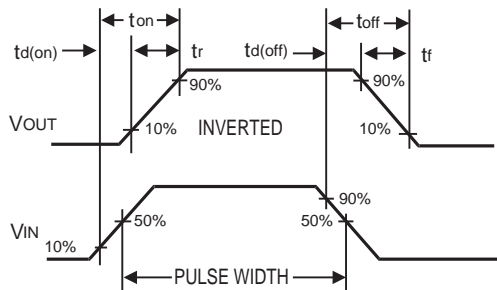 ton toff
td(on) tr td(off) tf
90% 90%
VOUT 10% INVERTED 10%
90%
50% 50%
VIN 10%
PULSE WIDTH